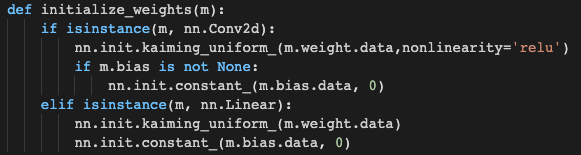 def initialize_weights(m):
    if isinstance(m, nn.Conv2d):
        nn.init.kaiming_uniform_(m.weight.data,nonlinearity='relu')
        if m.bias is not None:
            nn.init.constant_(m.bias.data, 0)
    elif isinstance(m, nn.Linear):
        nn.init.kaiming_uniform_(m.weight.data)
        nn.init.constant_(m.bias.data, 0)